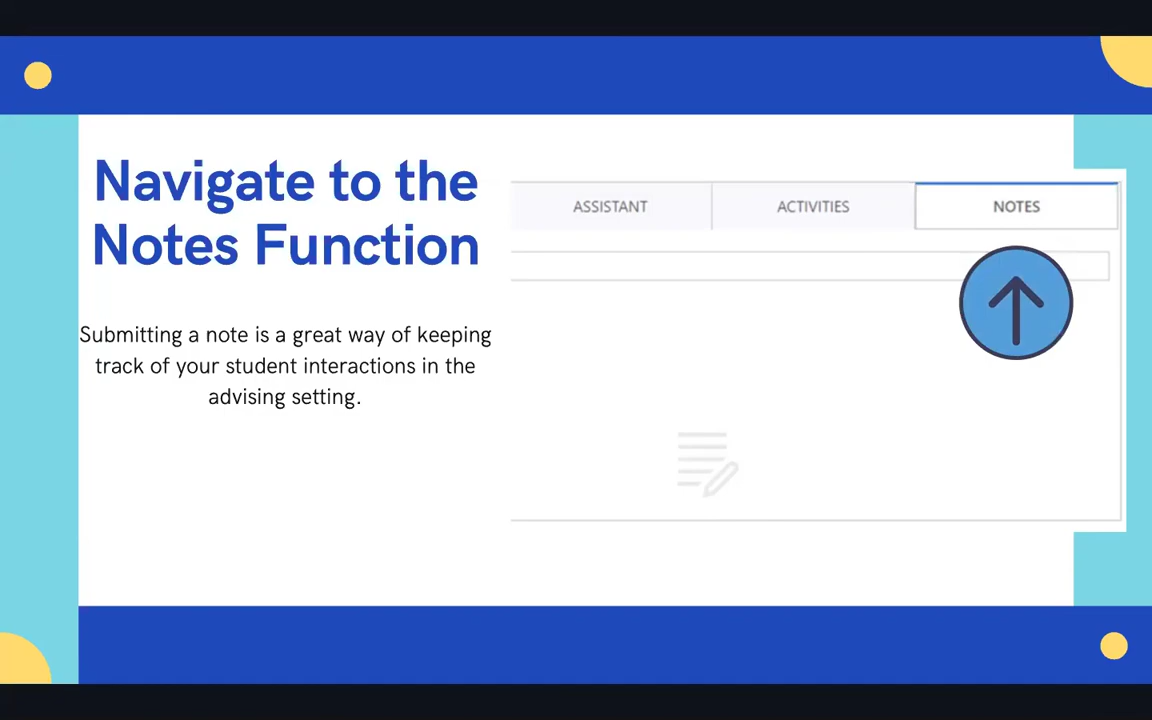 Navigate to the
Notes Function
Submitting a note is a great way of keeping
track of your student interactions in the
advising setting.
ASSISTANT
ACTIVITIES
NOTES